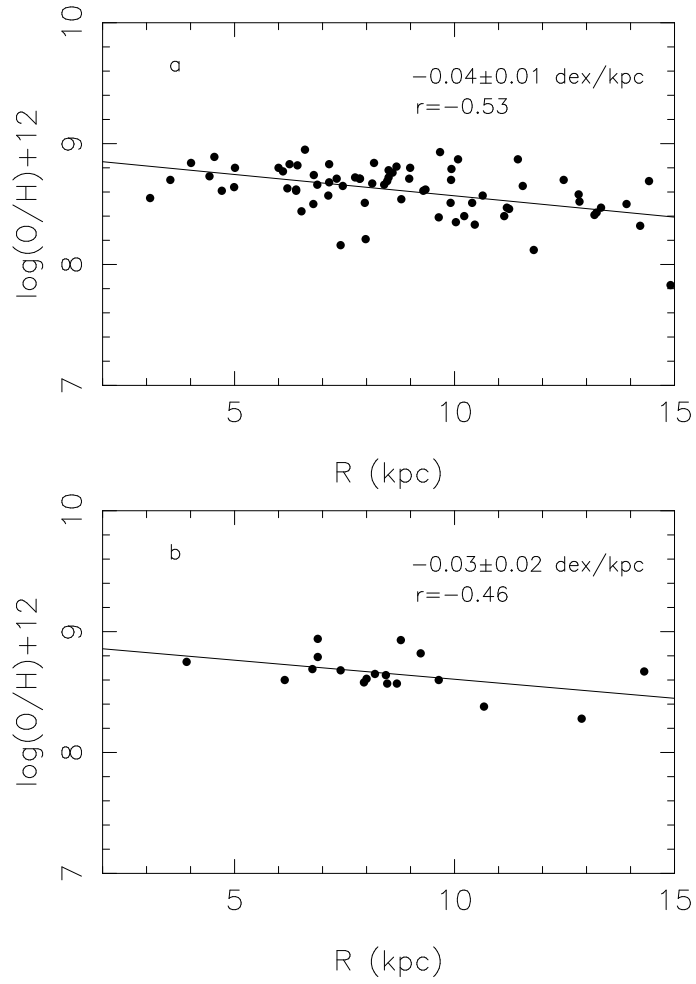 10
a
−0.04±0.01 dex/kpc
r=−0.53
9
log(O/H)+12
8
7
5 10 15
R (kpc)
10
b
−0.03±0.02 dex/kpc
r=−0.46
9
log(O/H)+12
8
7
5 10 15
R (kpc)